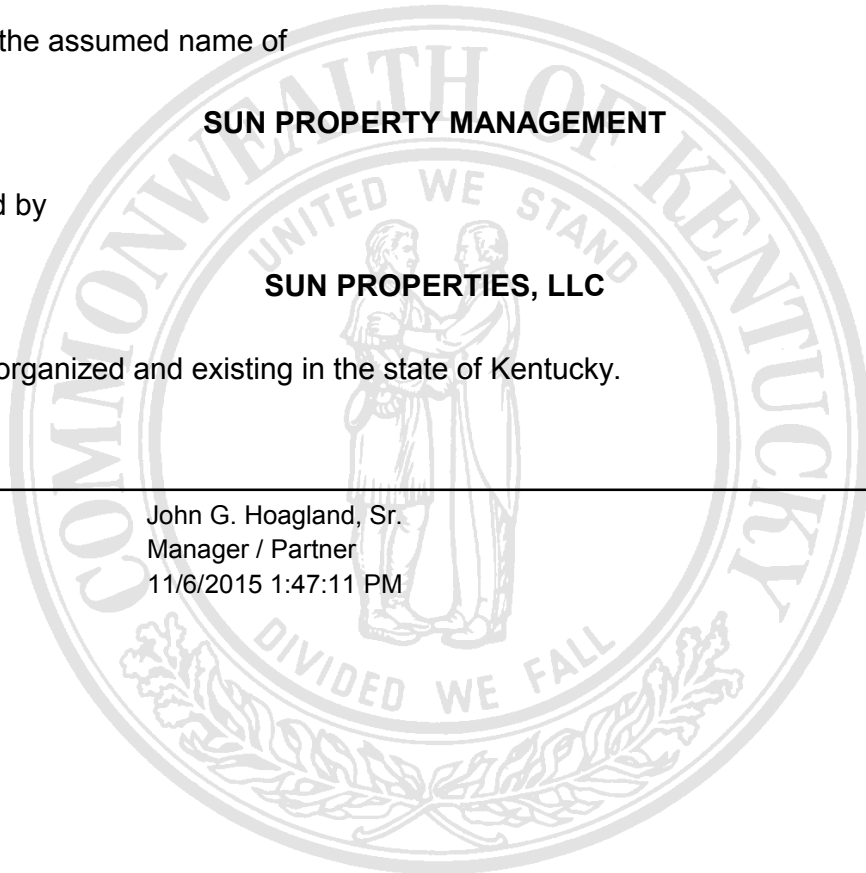 the assumed name of
SUN PROPERTY MANAGEMENT
d by
SUN PROPERTIES, LLC
organized and existing in the state of Kentucky.
John G. Hoagland, Sr.
Manager / Partner
11/6/2015 1:47:11 PM
COMMONWEALTH OF KENTUCKY
UNITED WE STAND
DIVIDED WE FALL